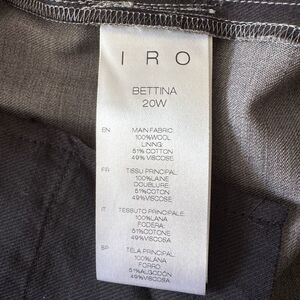 IRO
BETTINA
20W
EN MAIN FABRIC:
100%WOOL
LINING:
51% COTTON
49% VISCOSE
FR TISSU PRINCIPAL:
100%LAINE
DOUBLURE:
51%COTON
49%VISCOSE
IT TESSUTO PRINCIPALE:
100%LANA
FODERA:
51%COTONE
49%VISCOSA
SP TELA PRINCIPAL:
100%LANA
FORRO:
51%ALGODÓN
49%VISCOSA